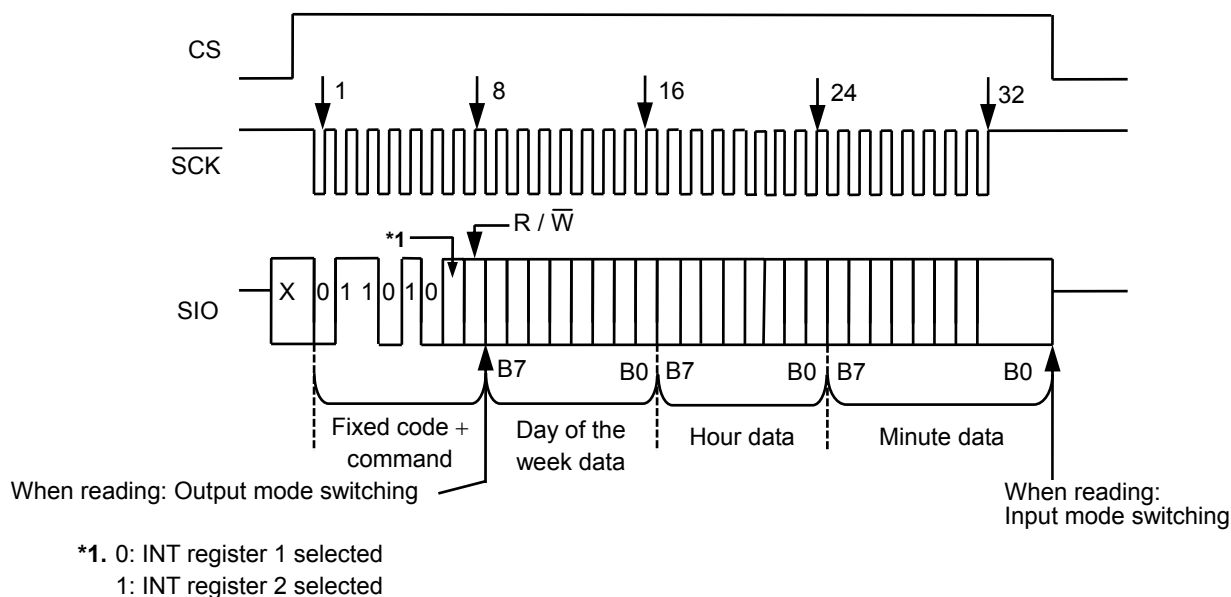 CS
1 8 16 24 32
SCK
*1 R / W
X 0 1 1 0 1 0
SIO
B7 B0 B7 B0 B7 B0
Fixed code +
command
Day of the
week data
Hour data
Minute data
When reading: Output mode switching
When reading:
Input mode switching
*1. 0: INT register 1 selected
1: INT register 2 selected